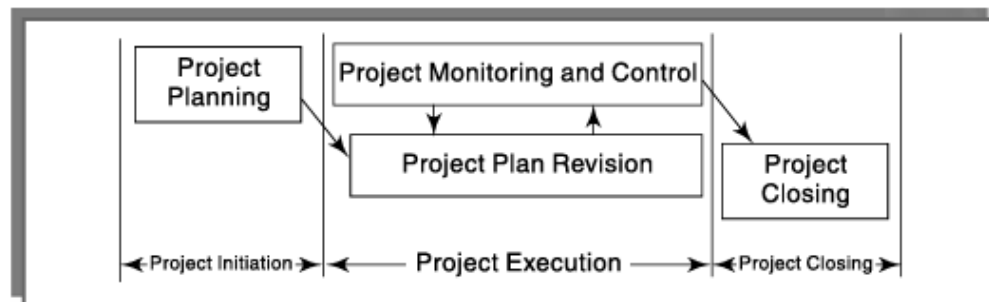 Project
Planning
Project Monitoring and Control
Project Plan Revision
Project
Closing
Project Initiation
Project Execution
Project Closing